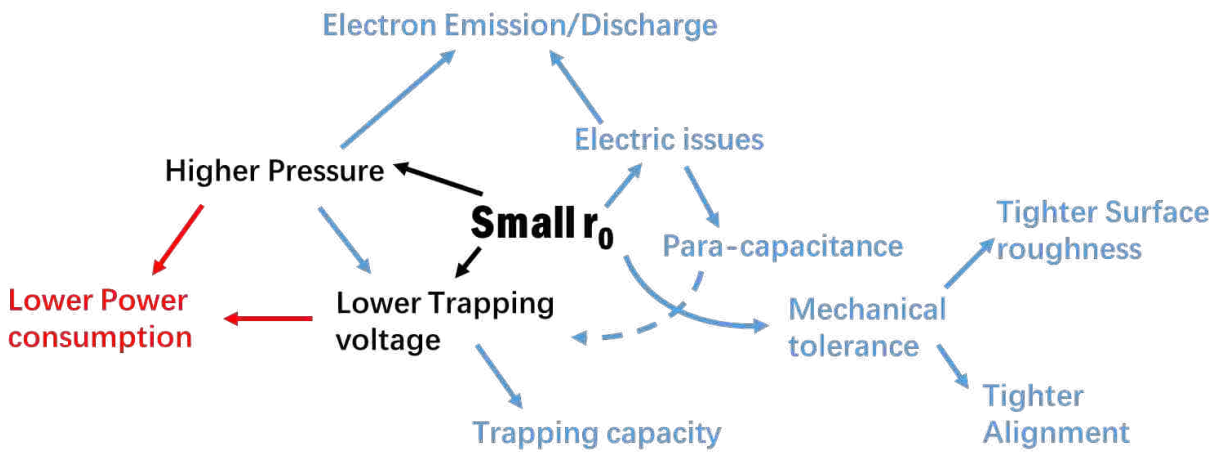 Electron Emission/Discharge
Electric issues
Higher Pressure
Small r₀
Para-capacitance
Tighter Surface
roughness
Lower Power
consumption
Lower Trapping
voltage
Mechanical
tolerance
Trapping capacity
Tighter
Alignment